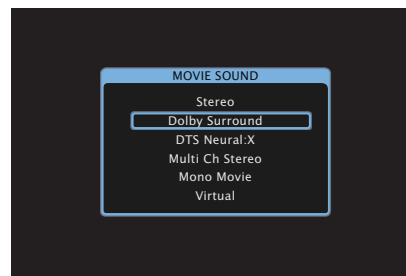 MOVIE SOUND
Stereo
Dolby Surround
DTS Neural:X
Multi Ch Stereo
Mono Movie
Virtual